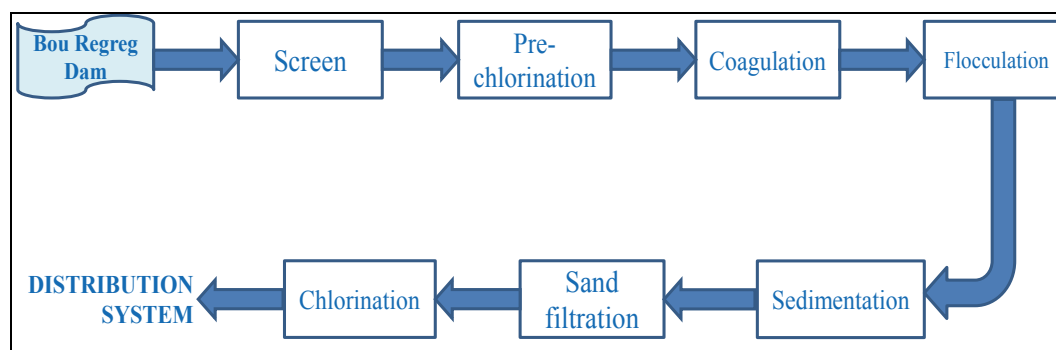 Bou Regreg
Dam
Screen
Pre-
chlorination
Coagulation
Flocculation
Sedimentation
Sand
filtration
Chlorination
DISTRIBUTION
SYSTEM